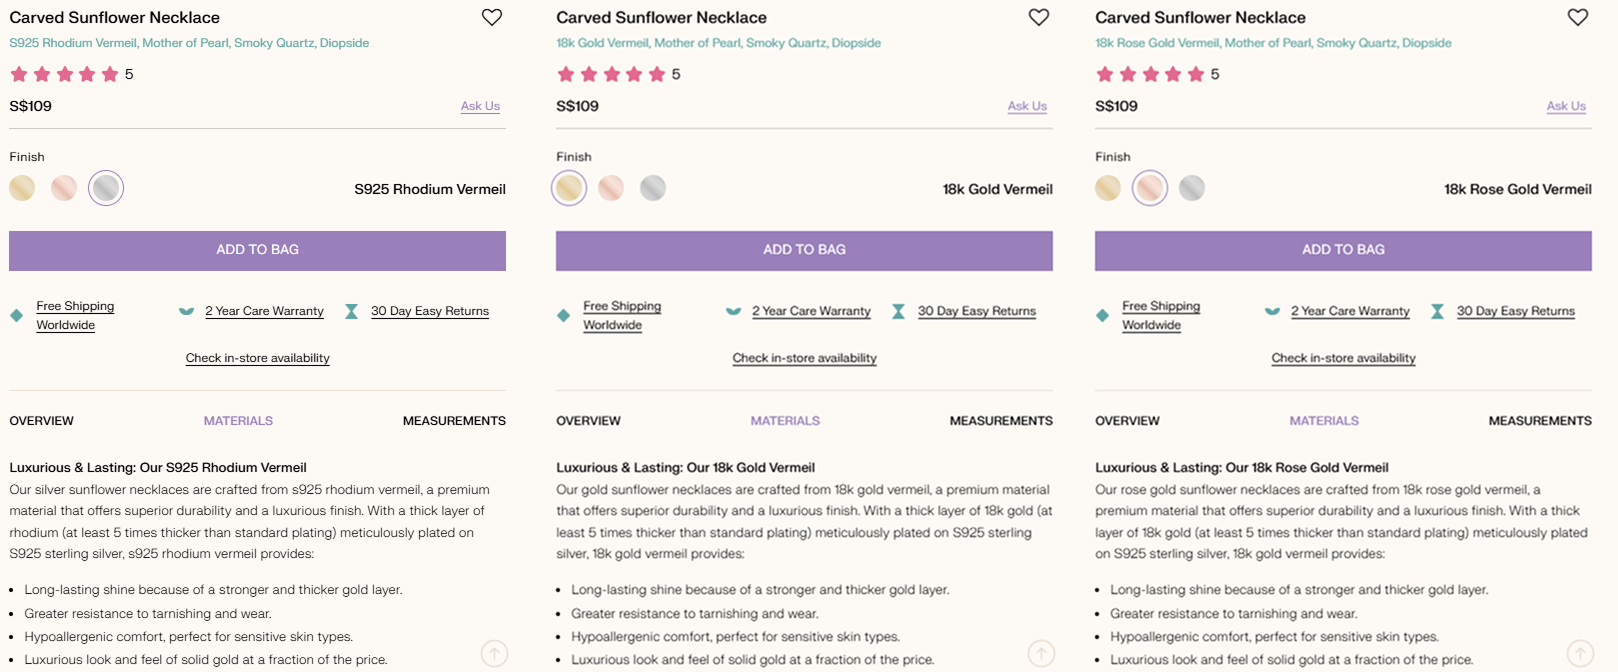 Carved Sunflower Necklace
S925 Rhodium Vermeil, Mother of Pearl, Smoky Quartz, Diopside
5
S$109
Ask Us
Finish
S925 Rhodium Vermeil
ADD TO BAG
Free Shipping
Worldwide
2 Year Care Warranty
30 Day Easy Returns
Check in-store availability
OVERVIEW
MATERIALS
MEASUREMENTS
Luxurious & Lasting: Our S925 Rhodium Vermeil
Our silver sunflower necklaces are crafted from s925 rhodium vermeil, a premium
material that offers superior durability and a luxurious finish. With a thick layer of
rhodium (at least 5 times thicker than standard plating) meticulously plated on
S925 sterling silver, s925 rhodium vermeil provides:
• Long-lasting shine because of a stronger and thicker gold layer.
• Greater resistance to tarnishing and wear.
• Hypoallergenic comfort, perfect for sensitive skin types.
• Luxurious look and feel of solid gold at a fraction of the price.
Carved Sunflower Necklace
18k Gold Vermeil, Mother of Pearl, Smoky Quartz, Diopside
5
S$109
Ask Us
Finish
18k Gold Vermeil
ADD TO BAG
Free Shipping
Worldwide
2 Year Care Warranty
30 Day Easy Returns
Check in-store availability
OVERVIEW
MATERIALS
MEASUREMENTS
Luxurious & Lasting: Our 18k Gold Vermeil
Our gold sunflower necklaces are crafted from 18k gold vermeil, a premium material
that offers superior durability and a luxurious finish. With a thick layer of 18k gold (at
least 5 times thicker than standard plating) meticulously plated on S925 sterling
silver, 18k gold vermeil provides:
• Long-lasting shine because of a stronger and thicker gold layer.
• Greater resistance to tarnishing and wear.
• Hypoallergenic comfort, perfect for sensitive skin types.
• Luxurious look and feel of solid gold at a fraction of the price.
Carved Sunflower Necklace
18k Rose Gold Vermeil, Mother of Pearl, Smoky Quartz, Diopside
5
S$109
Ask Us
Finish
18k Rose Gold Vermeil
ADD TO BAG
Free Shipping
Worldwide
2 Year Care Warranty
30 Day Easy Returns
Check in-store availability
OVERVIEW
MATERIALS
MEASUREMENTS
Luxurious & Lasting: Our 18k Rose Gold Vermeil
Our rose gold sunflower necklaces are crafted from 18k rose gold vermeil, a
premium material that offers superior durability and a luxurious finish. With a thick
layer of 18k gold (at least 5 times thicker than standard plating) meticulously plated
on S925 sterling silver, 18k gold vermeil provides:
• Long-lasting shine because of a stronger and thicker gold layer.
• Greater resistance to tarnishing and wear.
• Hypoallergenic comfort, perfect for sensitive skin types.
• Luxurious look and feel of solid gold at a fraction of the price.